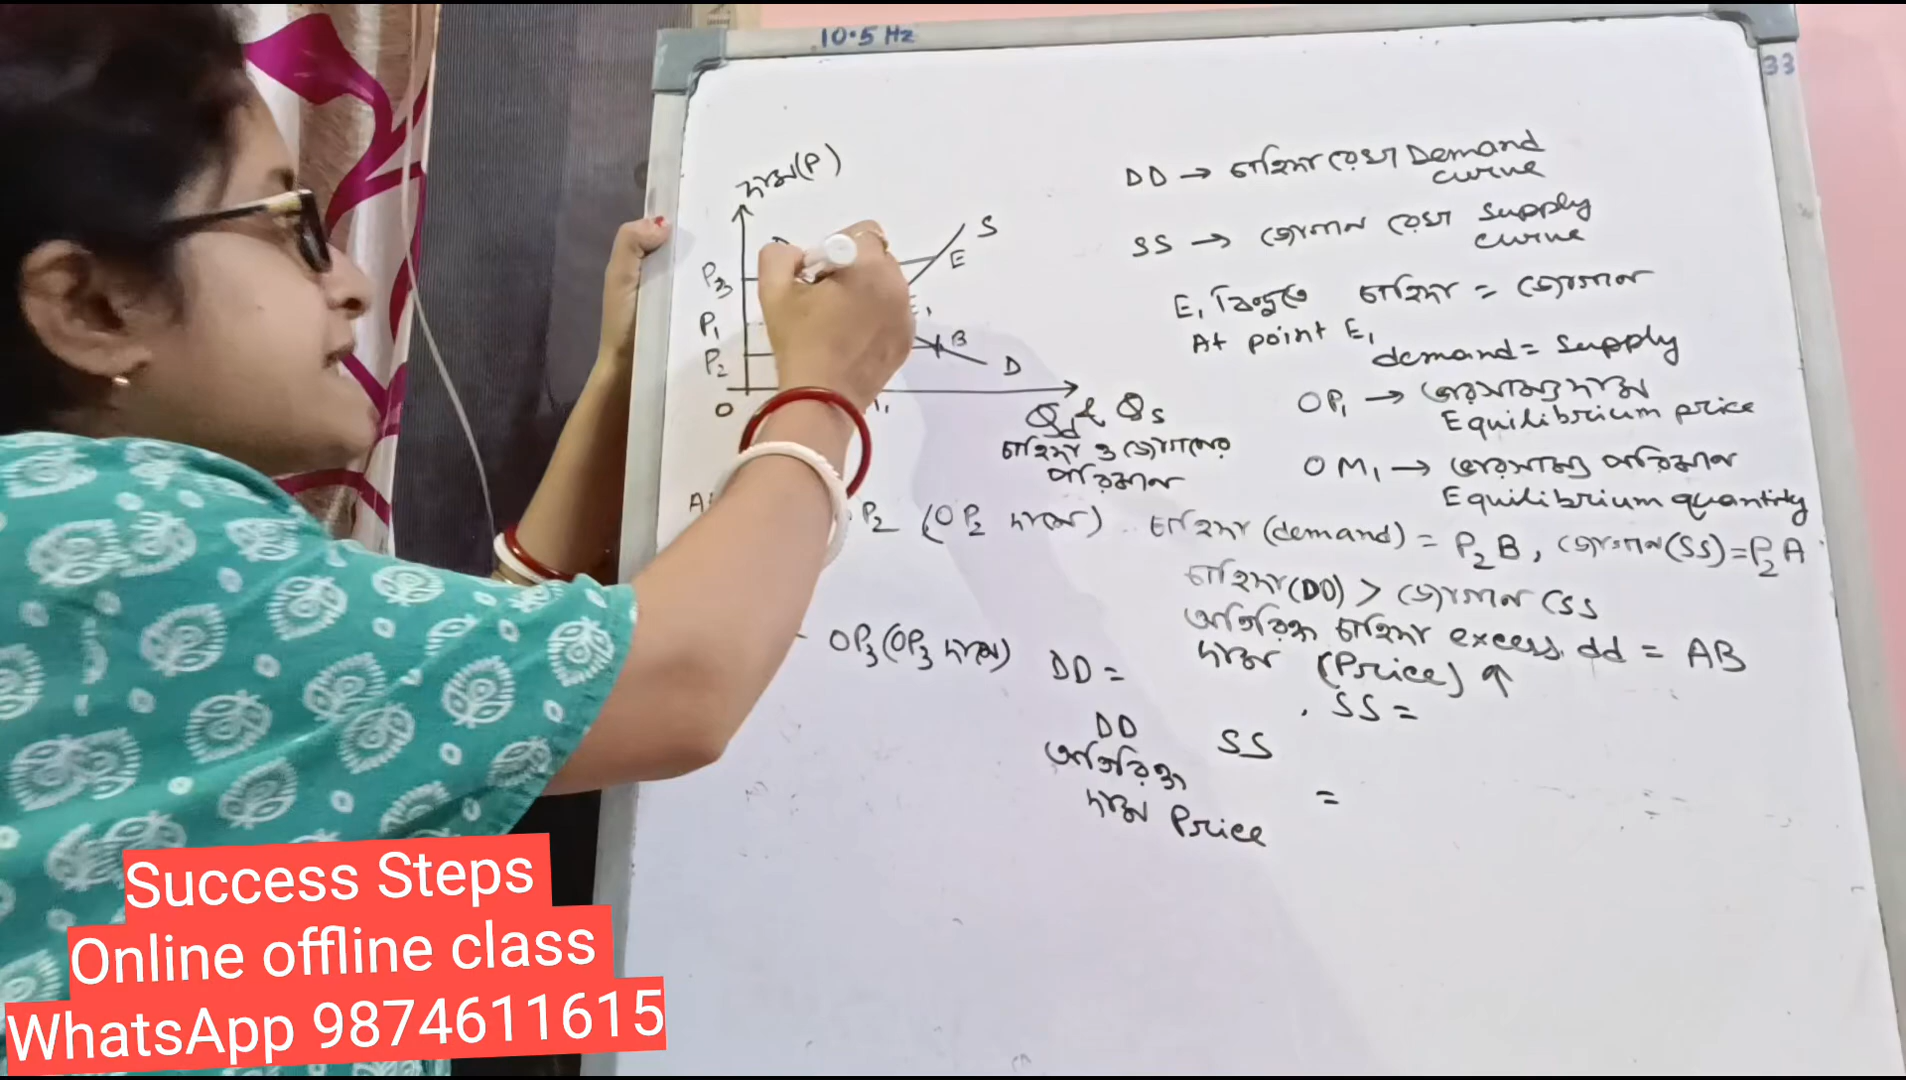 10.5 Hz
33
দাম(P)
S
E
P3
P1
P2
B
D
O
Qd & Qs
চাহিদা ও জোগানের
পরিমান
DD → চাহিদা রেখা Demand
curve
SS → জোগান রেখা Supply
curve
E1 বিন্দুতে চাহিদা = জোগান
At point E1
demand = supply
OP1 → ভারসাম্য দাম
Equilibrium price
OM1 → ভারসাম্য পরিমান
Equilibrium quantity
P2 (OP2 দামে) চাহিদা (demand) = P2B, জোগান(SS)=P2A
চাহিদা(DD) > জোগান (SS
অতিরিক্ত চাহিদা excess dd = AB
দাম (Price) ↑
OP3(OP3 দামে) DD = SS =
DD SS
অতিরিক্ত =
দাম Price
Success Steps
Online offline class
WhatsApp 9874611615